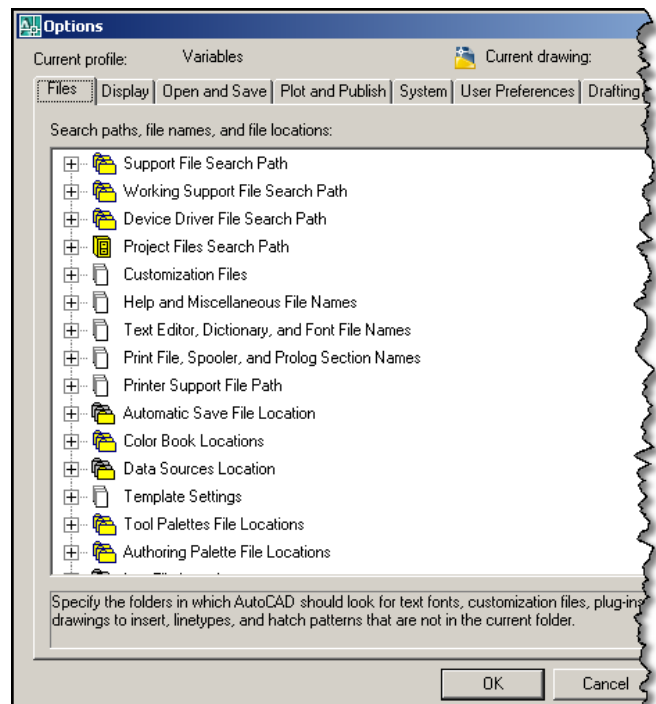 Options
Current profile: Variables Current drawing:
Files Display Open and Save Plot and Publish System User Preferences Drafting
Search paths, file names, and file locations:
Support File Search Path
Working Support File Search Path
Device Driver File Search Path
Project Files Search Path
Customization Files
Help and Miscellaneous File Names
Text Editor, Dictionary, and Font File Names
Print File, Spooler, and Prolog Section Names
Printer Support File Path
Automatic Save File Location
Color Book Locations
Data Sources Location
Template Settings
Tool Palettes File Locations
Authoring Palette File Locations
Specify the folders in which AutoCAD should look for text fonts, customization files, plug-ins
drawings to insert, linetypes, and hatch patterns that are not in the current folder.
OK Cancel